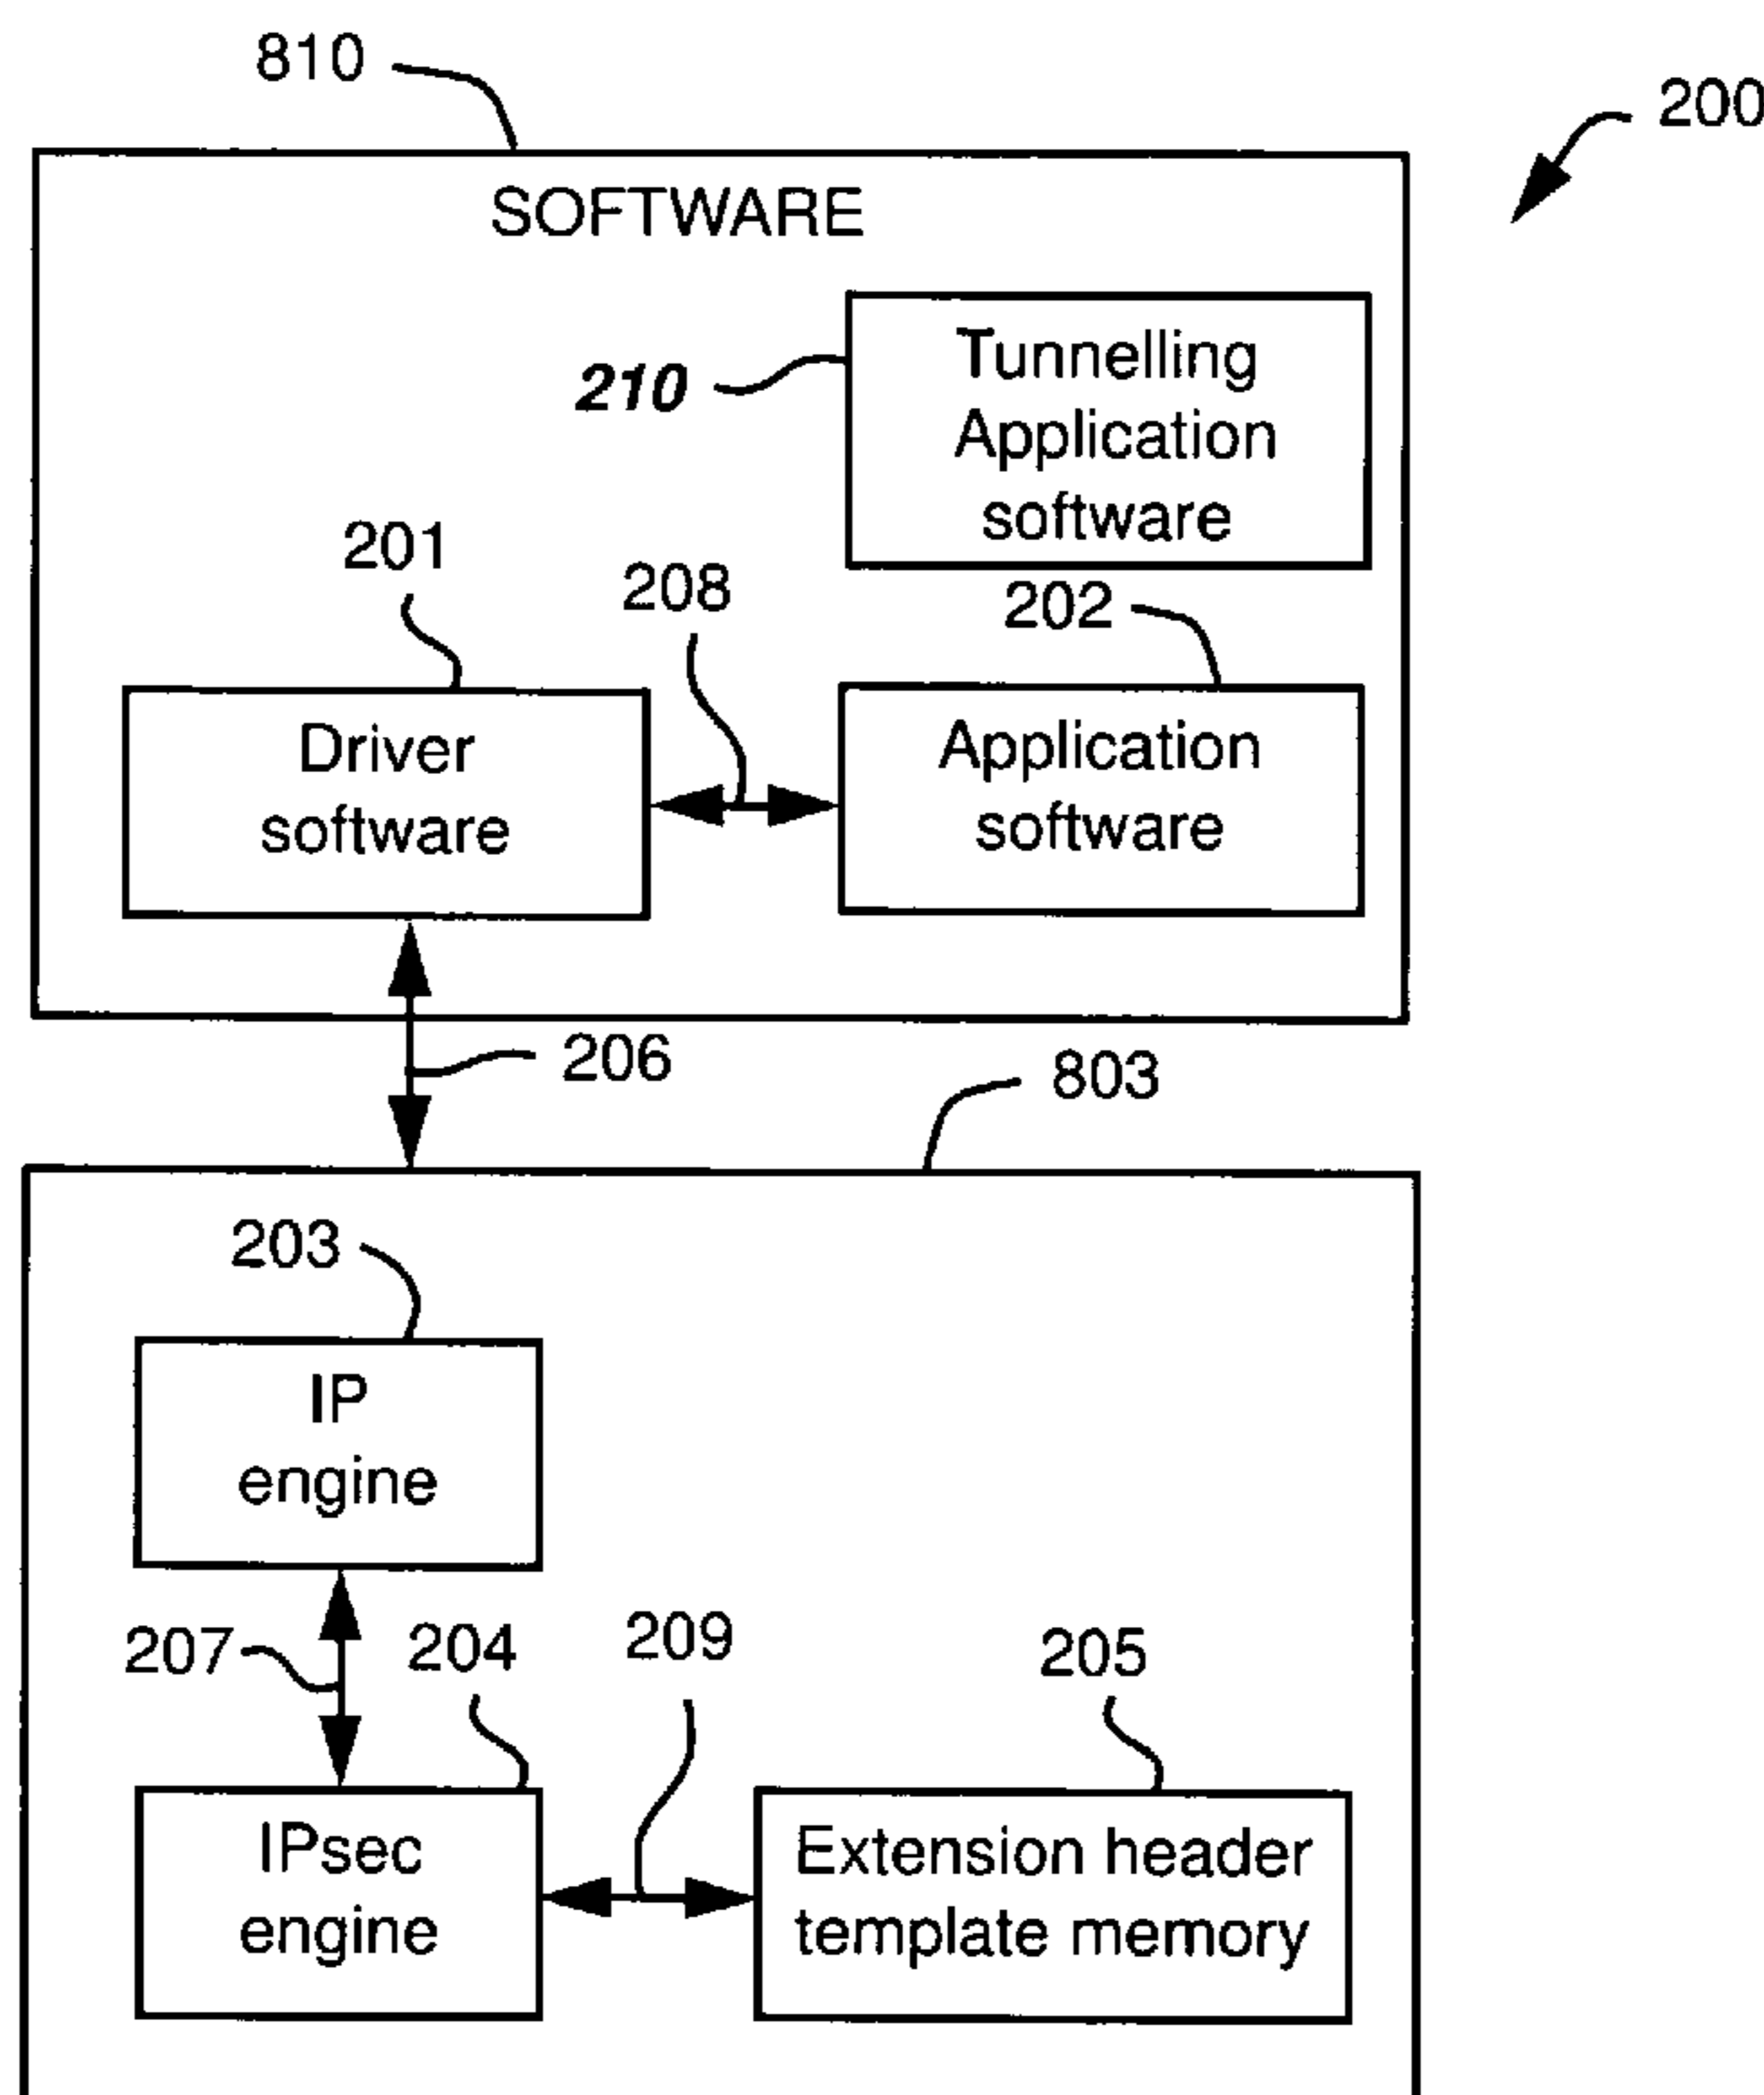 810
200
SOFTWARE
210
Tunnelling
Application
software
201
208
202
Driver
software
Application
software
206
803
203
IP
engine
207
204
209
205
IPsec
engine
Extension header
template memory